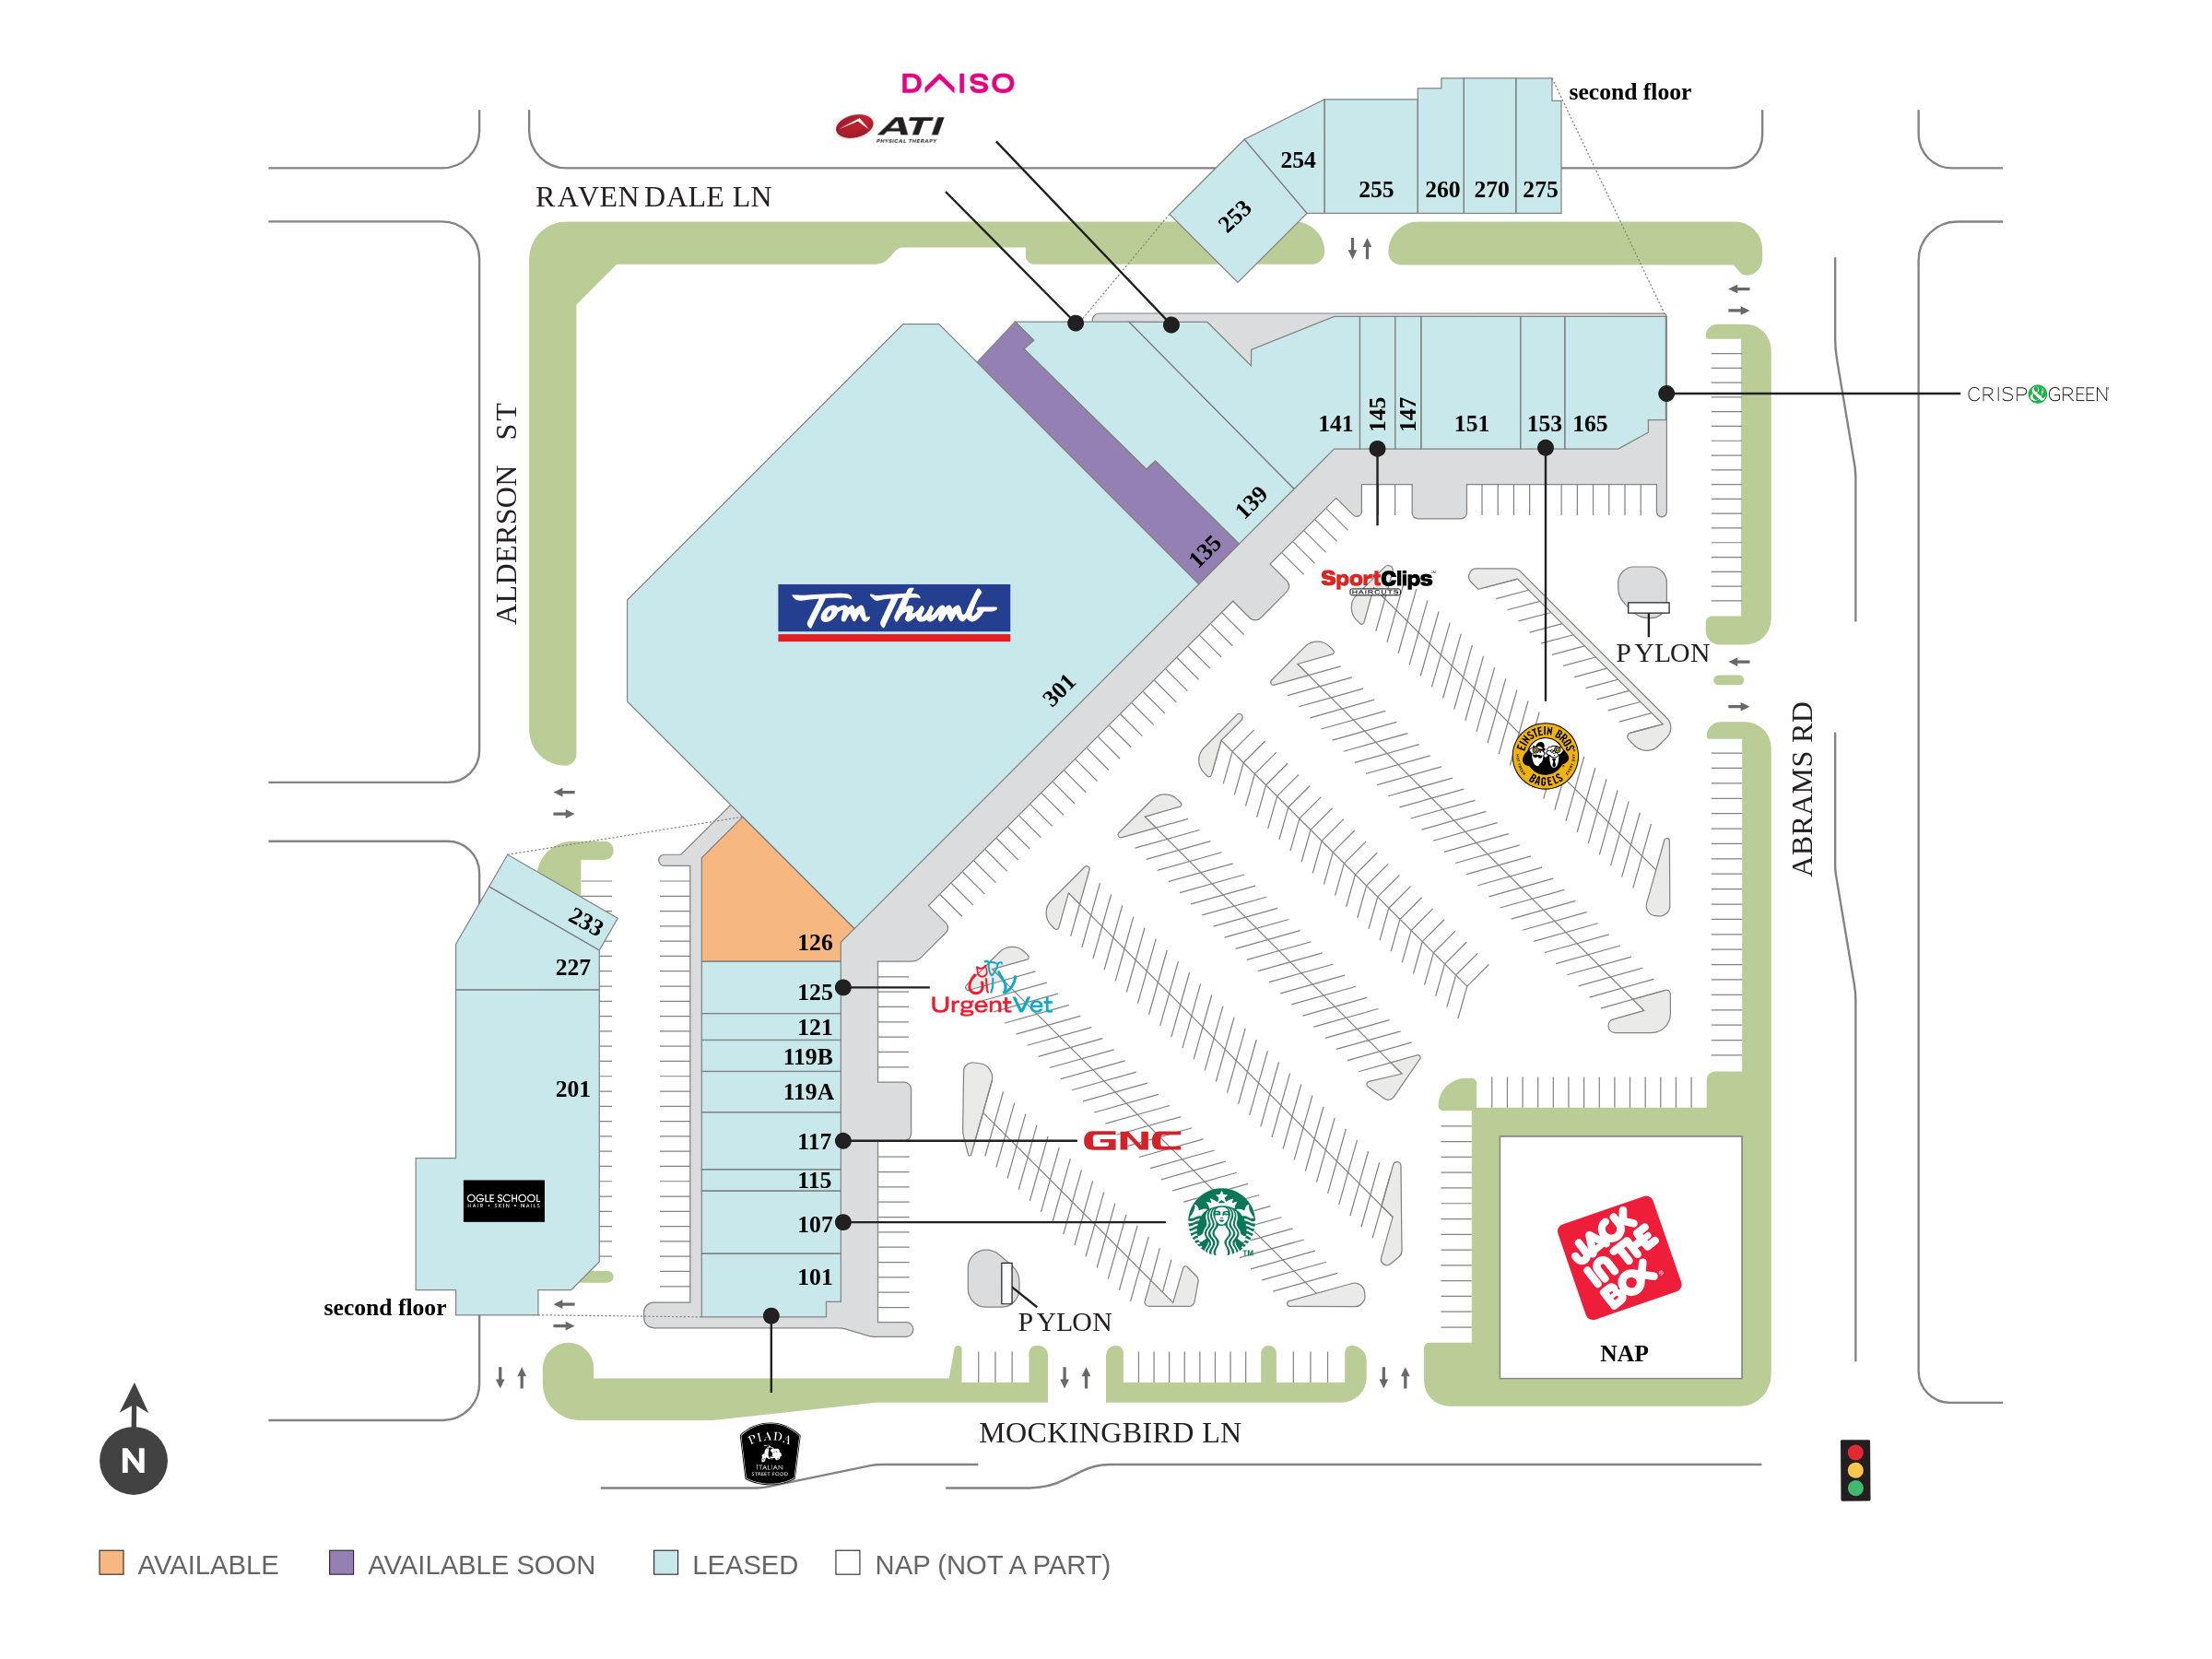 DAISO
second floor
ATI
PHYSICAL THERAPY
254
255
260
270
275
RAVENDALE LN
253
CRISP&GREEN
141
145
147
151
153
165
ALDERSON ST
139
135
SportClips
HAIRCUTS
Tom Thumb
301
PYLON
EINSTEIN BROS
BAGELS
ABRAMS RD
233
126
227
125
UrgentVet
121
119B
201
119A
117
GNC
115
OGLE SCHOOL
HAIR • SKIN • NAILS
107
TM
101
second floor
PYLON
JACK
IN THE
BOX
NAP
MOCKINGBIRD LN
PIADA
ITALIAN
STREET FOOD
N
AVAILABLE
AVAILABLE SOON
LEASED
NAP (NOT A PART)